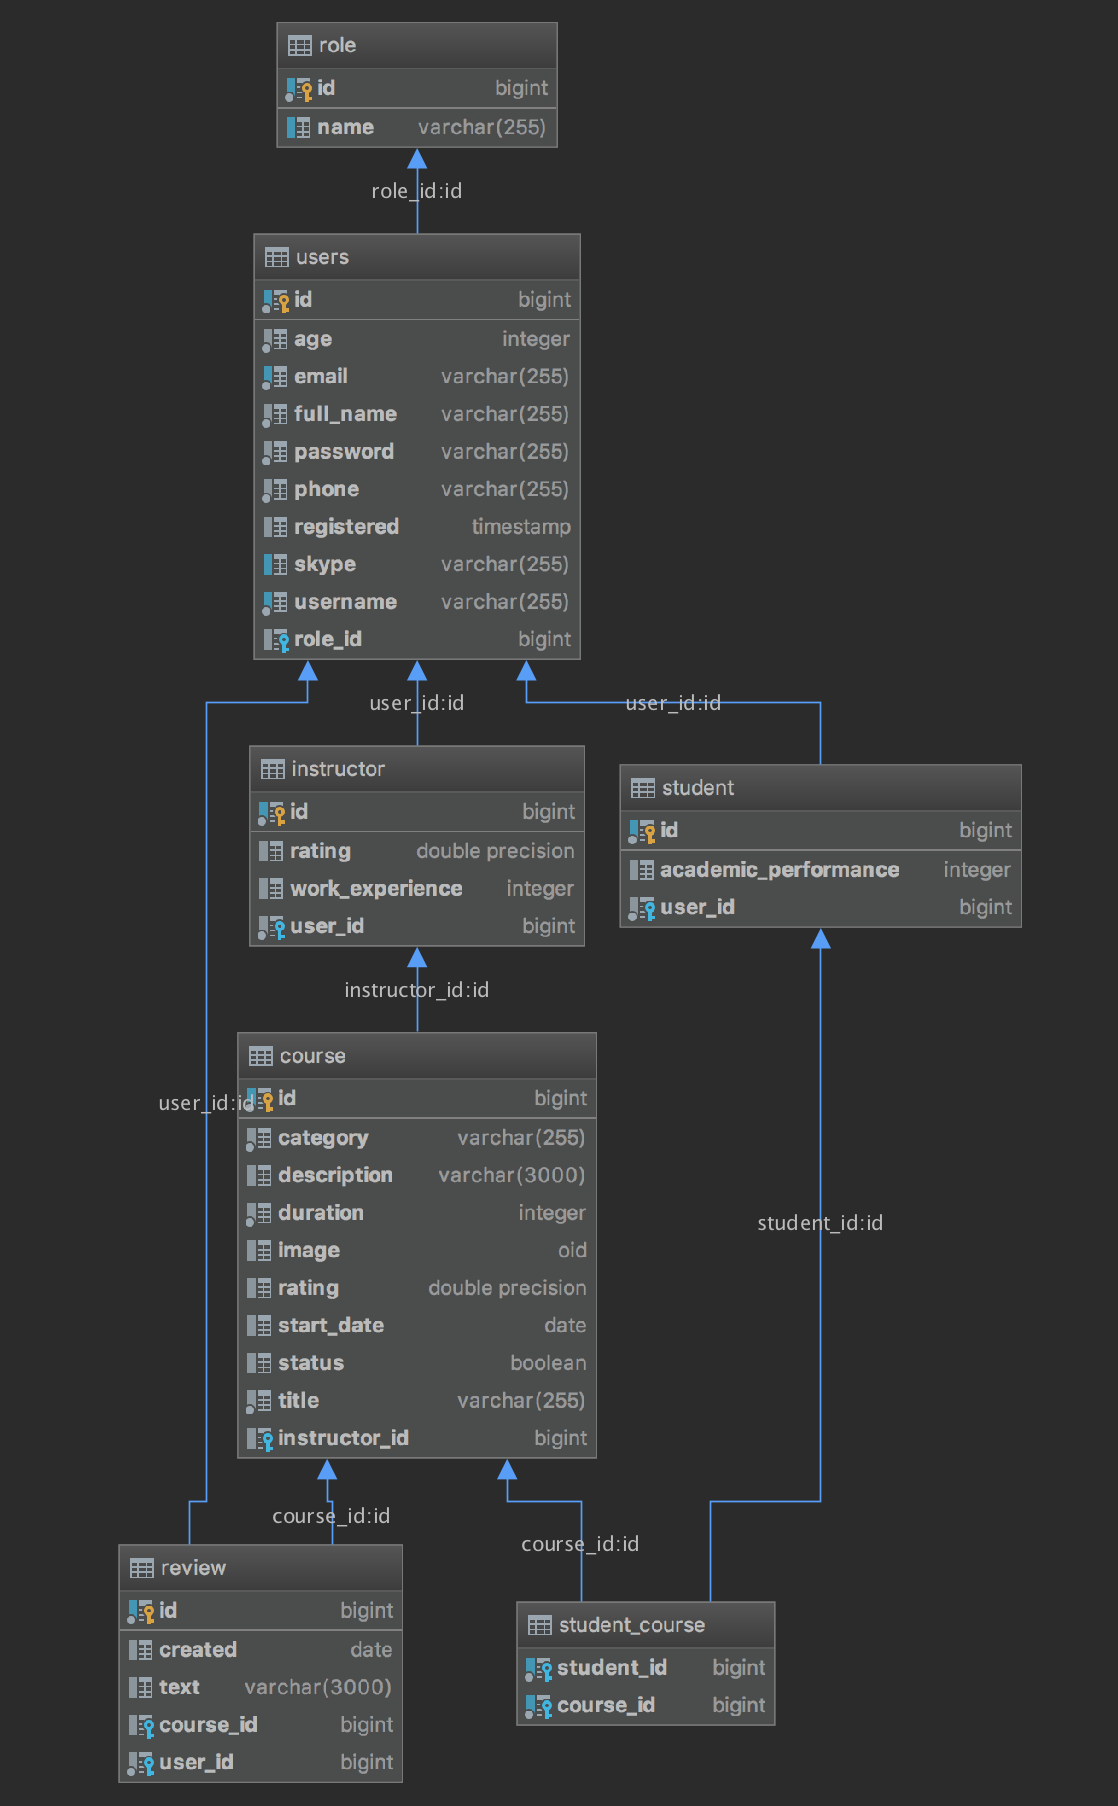 role
id bigint
name varchar(255)
role_id:id
users
id bigint
age integer
email varchar(255)
full_name varchar(255)
password varchar(255)
phone varchar(255)
registered timestamp
skype varchar(255)
username varchar(255)
role_id bigint
user_id:id user_id:id
instructor
id bigint
rating double precision
work_experience integer
user_id bigint
student
id bigint
academic_performance integer
user_id bigint
instructor_id:id
course
id bigint
category varchar(255)
description varchar(3000)
duration integer
image oid
rating double precision
start_date date
status boolean
title varchar(255)
instructor_id bigint
user_id:id
student_id:id
course_id:id
course_id:id
review
id bigint
created date
text varchar(3000)
course_id bigint
user_id bigint
student_course
student_id bigint
course_id bigint